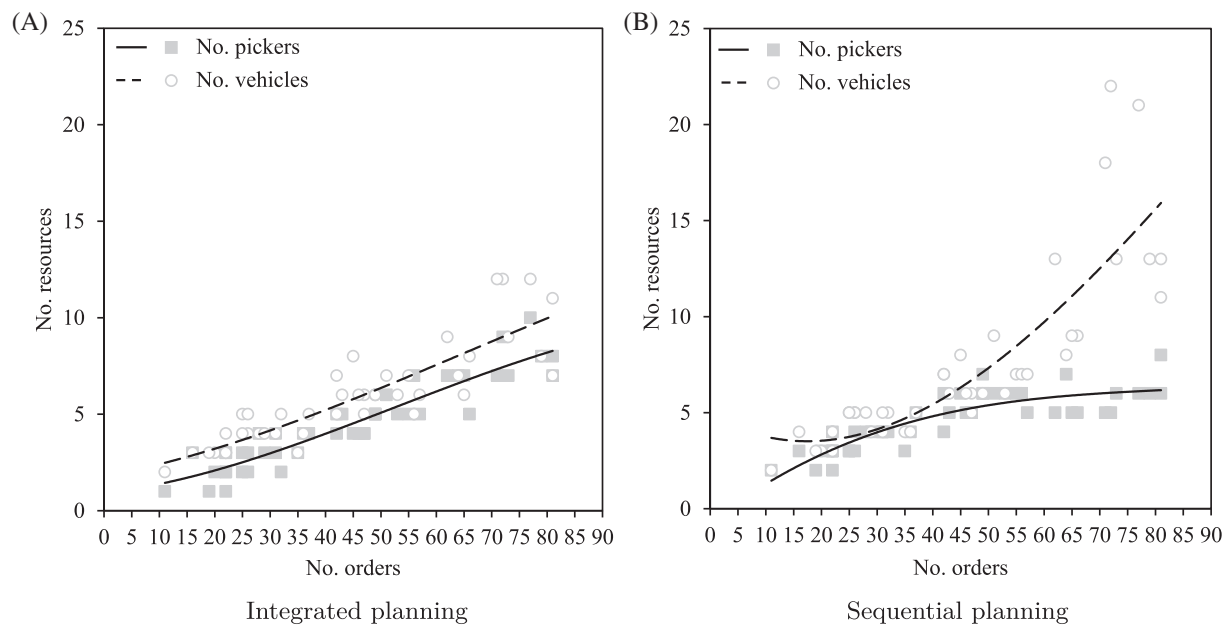 (A)
25
No. pickers
No. vehicles
20
15
10
5
0
No. resources
0 5 10 15 20 25 30 35 40 45 50 55 60 65 70 75 80 85 90
No. orders
Integrated planning
(B)
25
No. pickers
No. vehicles
20
15
10
5
0
No. resources
0 5 10 15 20 25 30 35 40 45 50 55 60 65 70 75 80 85 90
No. orders
Sequential planning